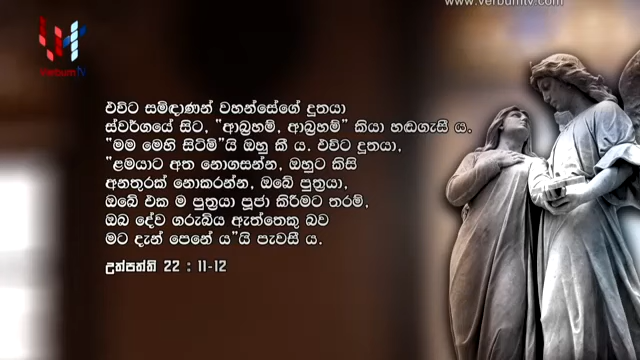 www.verbumtv.com
VerbumTV
එවිට සමිඳාණන් වහන්සේගේ දූතයා
ස්වර්ගයේ සිට, "ආබ්‍රහම්, ආබ්‍රහම්" කියා හඬගැසී ය.
"මම මෙහි සිටිමි"යි ඔහු කී ය. එවිට දූතයා,
"ළමයාට අත නොගසන්න, ඔහුට කිසි
අනතුරක් නොකරන්න, ඔබේ පුත්‍රයා,
ඔබේ එක ම පුත්‍රයා පූජා කිරීමට තරම්,
ඔබ දේව ගරුබිය ඇත්තෙකු බව
මට දැන් පෙනේ ය"යි පැවසී ය.
උත්පත්ති 22 : 11-12